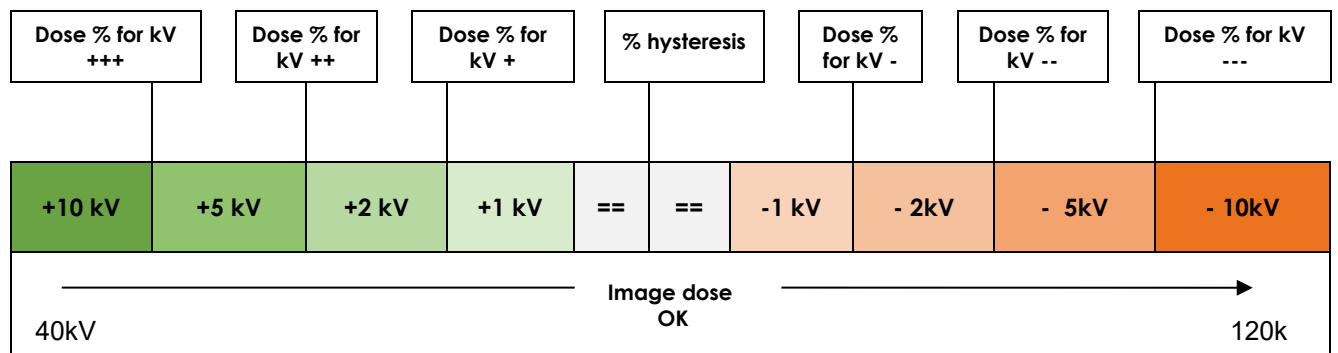 Dose % for kV
+++
Dose % for
kV ++
Dose % for
kV +
% hysteresis
Dose %
for kV -
Dose % for
kV --
Dose % for kV
---
+10 kV
+5 kV
+2 kV
+1 kV
==
==
-1 kV
- 2kV
- 5kV
- 10kV
Image dose
OK
40kV
120k